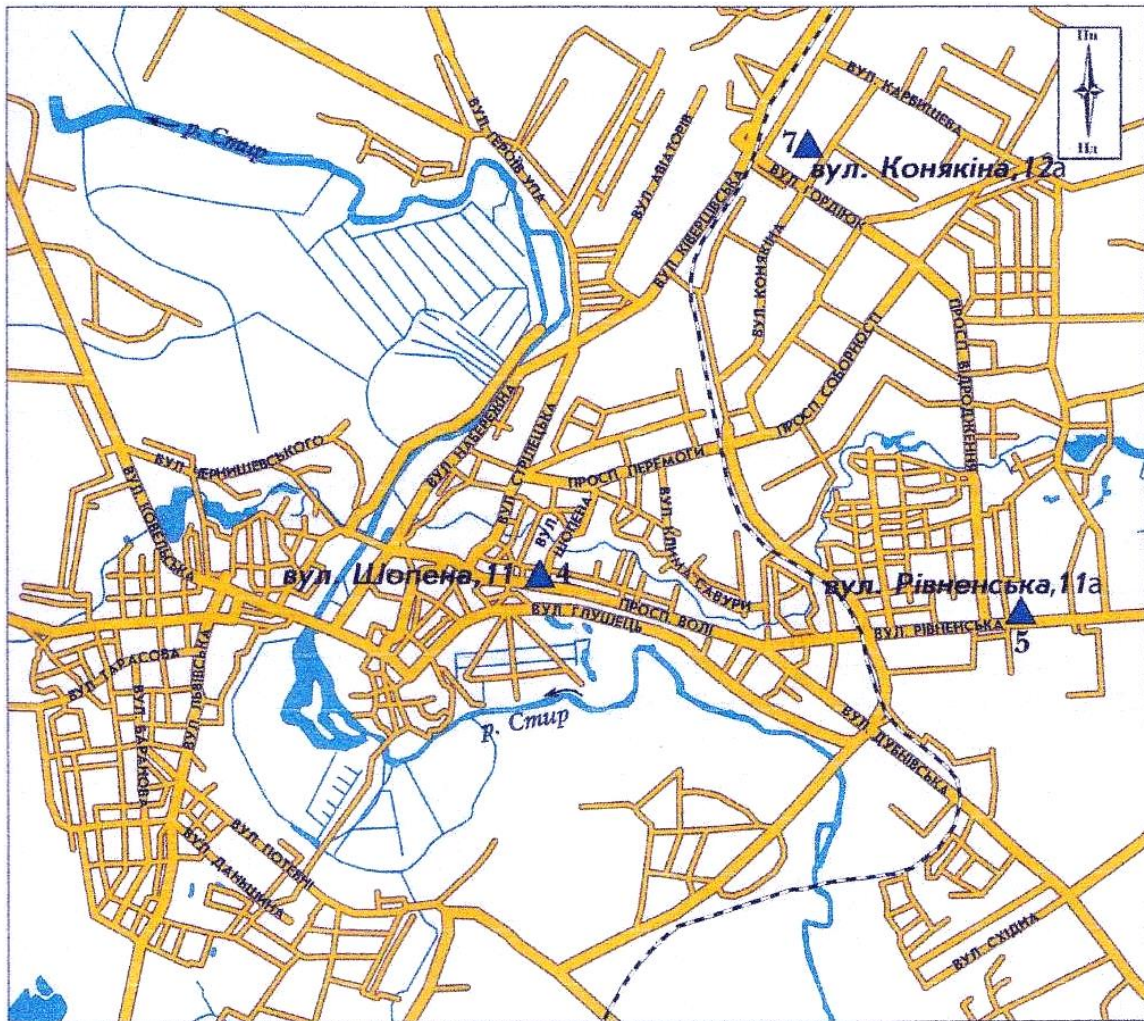 Пн
Пд
р. Стир
ВУЛ. ГЕРОЇВ УПА
ВУЛ. АВІАТОРІВ
ВУЛ. КАРБИШЕВА
7
вул. Конякіна,12а
ВУЛ. ГОРДІЮК
ВУЛ. КІВЕРЦІВСЬКА
ВУЛ. КОНЯКІНА
ПРОСП. СОБОРНОСТІ
ПРОСП. ВІДРОДЖЕННЯ
ВУЛ. НАБЕРЕЖНА
ВУЛ. СТРІЛЕЦЬКА
ВУЛ. ЧЕРНИШЕВСЬКОГО
ВУЛ. КОВЕЛЬСЬКА
ПРОСП. ПЕРЕМОГИ
ВУЛ. ШОПЕНА
ВУЛ. КЛИМА САВУРИ
вул. Шопена,11 4
вул. Рівненська,11а
ВУЛ. ГЛУШЕЦЬ
ПРОСП. ВОЛІ
ВУЛ. РІВНЕНСЬКА
5
ВУЛ. ТАРАСОВА
ВУЛ. ЛЬВІВСЬКА
ВУЛ. БАРАНОВА
р. Стир
ВУЛ. ДУБНІВСЬКА
ВУЛ. ПОТЕБНІ
ВУЛ. ДАНЬШИНА
ВУЛ. СХІДНА